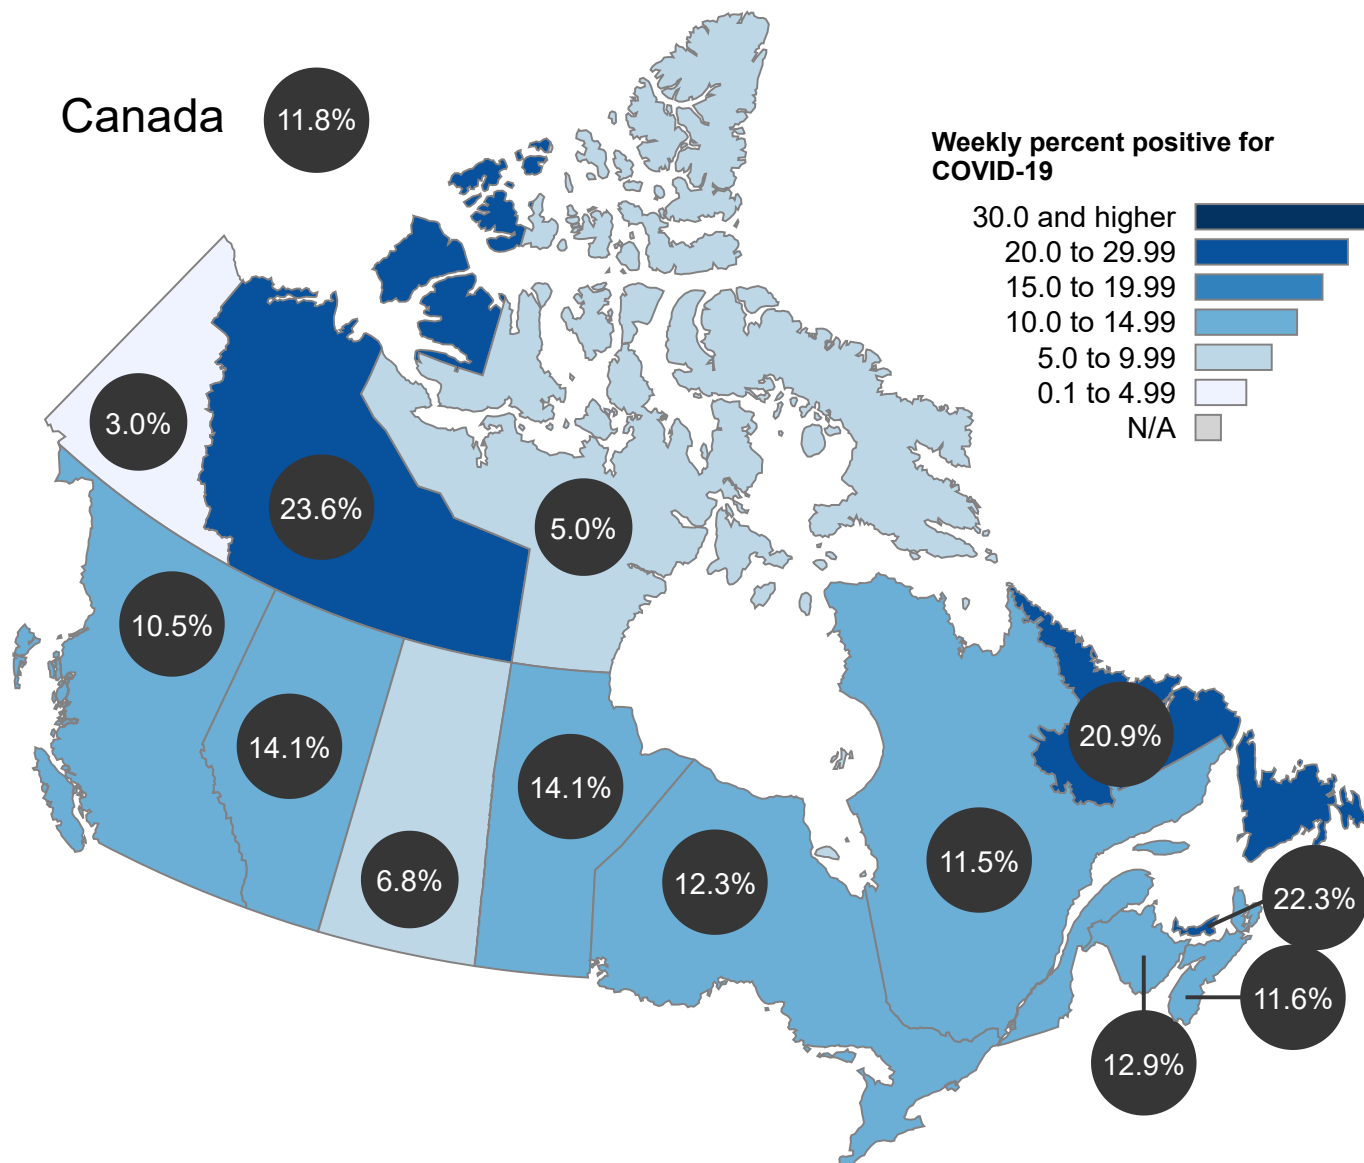 Canada
11.8%
Weekly percent positive for
COVID-19
30.0 and higher
20.0 to 29.99
15.0 to 19.99
10.0 to 14.99
5.0 to 9.99
0.1 to 4.99
N/A
3.0%
23.6%
5.0%
10.5%
14.1%
6.8%
14.1%
12.3%
11.5%
20.9%
22.3%
11.6%
12.9%